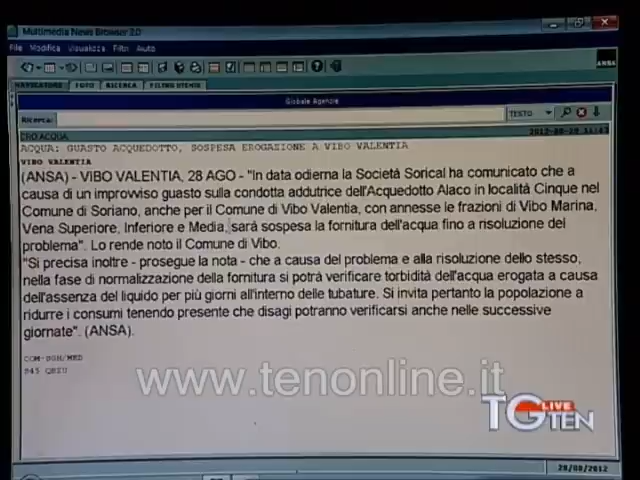 Multimedia News Browser 2.0
File Modifica Visualizza Filtri Aiuto
ANSA
NAVIGATORE FOTO RICERCA FILING UTENTE
Globale Agenzie
Ricerca: TESTO
CRO ACQUA
ACQUA: GUASTO ACQUEDOTTO, SOSPESA EROGAZIONE A VIBO VALENTIA
VIBO VALENTIA
(ANSA) - VIBO VALENTIA, 28 AGO - "In data odierna la Società Sorical ha comunicato che a
causa di un improvviso guasto sulla condotta adduttrice dell'Acquedotto Alaco in località Cinque nel
Comune di Soriano, anche per il Comune di Vibo Valentia, con annesse le frazioni di Vibo Marina,
Vena Superiore, Inferiore e Media, sarà sospesa la fornitura dell'acqua fino a risoluzione del
problema". Lo rende noto il Comune di Vibo.
"Si precisa inoltre - prosegue la nota - che a causa del problema e alla risoluzione dello stesso,
nella fase di normalizzazione della fornitura si potrà verificare torbidità dell'acqua erogata a causa
dell'assenza del liquido per più giorni all'interno delle tubature. Si invita pertanto la popolazione a
ridurre i consumi tenendo presente che disagi potranno verificarsi anche nelle successive
giornate". (ANSA).
www.tenonline.it
TG LIVE TEN
28/08/2012